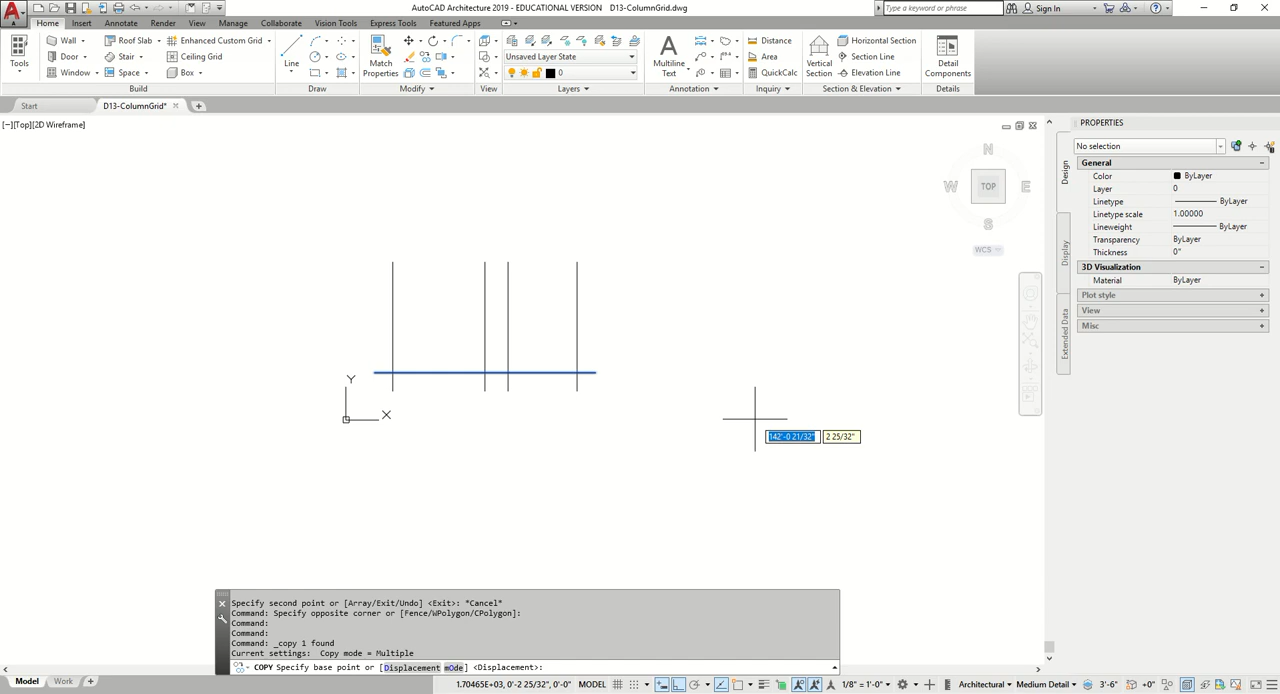 AutoCAD Architecture 2019 - EDUCATIONAL VERSION D13-ColumnGrid.dwg
Type a keyword or phrase
Sign In
Home Insert Annotate Render View Manage Collaborate Vision Tools Express Tools Featured Apps
Wall Roof Slab Enhanced Custom Grid Unsaved Layer State Distance Horizontal Section
Door Stair Ceiling Grid Area Section Line
Window Space Box 0 QuickCalc Elevation Line
Tools Line Match Properties Multiline Text Vertical Section Detail Components
Build Draw Modify View Layers Annotation Inquiry Section & Elevation Details
Start D13-ColumnGrid*
[−][Top][2D Wireframe]
N
W TOP E
S
WCS
Y
X
142'-0 21/32" 2 25/32"
PROPERTIES
No selection
Design
Display
Extended Data
General
Color ByLayer
Layer 0
Linetype ByLayer
Linetype scale 1.00000
Lineweight ByLayer
Transparency ByLayer
Thickness 0"
3D Visualization
Material ByLayer
Plot style
View
Misc
Specify second point or [Array/Exit/Undo] <Exit>: *Cancel*
Command: Specify opposite corner or [Fence/WPolygon/CPolygon]:
Command:
Command:
Command: _copy 1 found
Current settings: Copy mode = Multiple
COPY Specify base point or [Displacement mOde] <Displacement>:
Model Work
1.70465E+03, 0'-2 25/32", 0'-0" MODEL 1/8" = 1'-0" Architectural Medium Detail 3'-6" +0"